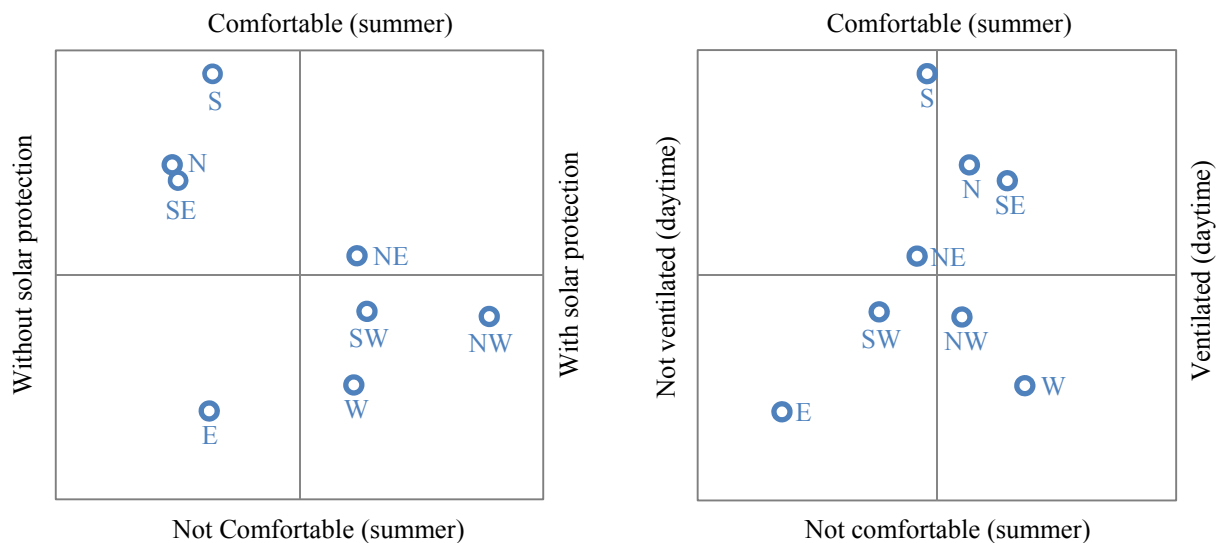 Comfortable (summer)
Without solar protection
S
N
SE
NE
SW
NW
W
E
With solar protection
Not Comfortable (summer)
Comfortable (summer)
Not ventilated (daytime)
S
N
SE
NE
SW
NW
W
E
Ventilated (daytime)
Not comfortable (summer)